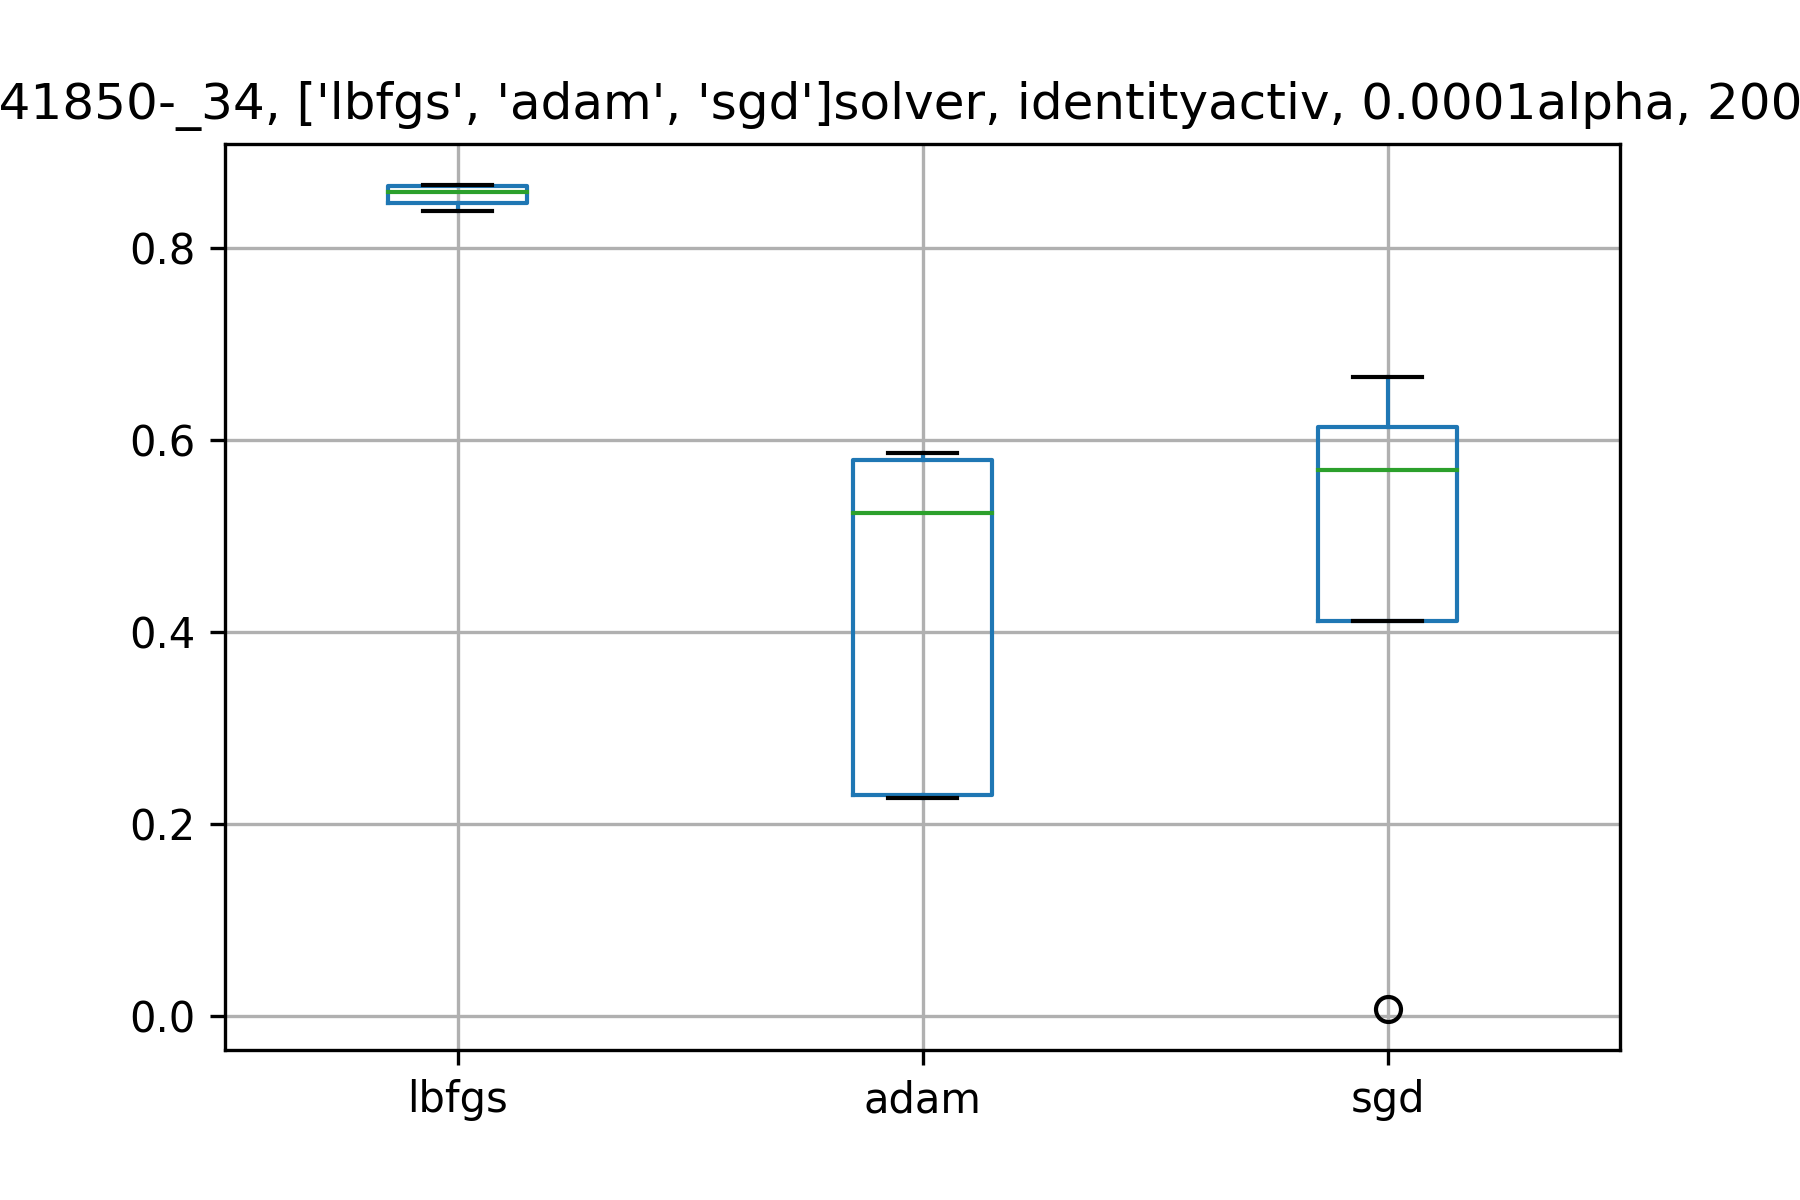 41850-_34, ['lbfgs', 'adam', 'sgd']solver, identityactiv, 0.0001alpha, 200
0.8
0.6
0.4
0.2
0.0
lbfgs adam sgd